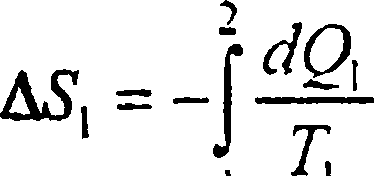 ΔS₁ = -∫² dQ₁/T₁